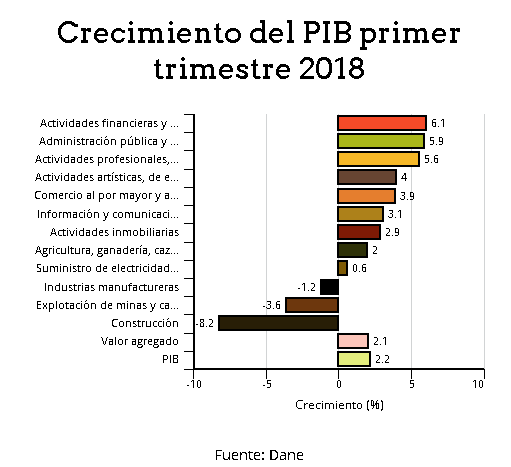 Crecimiento del PIB primer
trimestre 2018
Actividades financieras y ... 6.1
Administración pública y ... 5.9
Actividades profesionales,... 5.6
Actividades artísticas, de e... 4
Comercio al por mayor y a... 3.9
Información y comunicaci... 3.1
Actividades inmobiliarias 2.9
Agricultura, ganadería, caz... 2
Suministro de electricidad... 0.6
Industrias manufactureras -1.2
Explotación de minas y ca... -3.6
Construcción -8.2
Valor agregado 2.1
PIB 2.2
-10 -5 0 5 10
Crecimiento (%)
Fuente: Dane